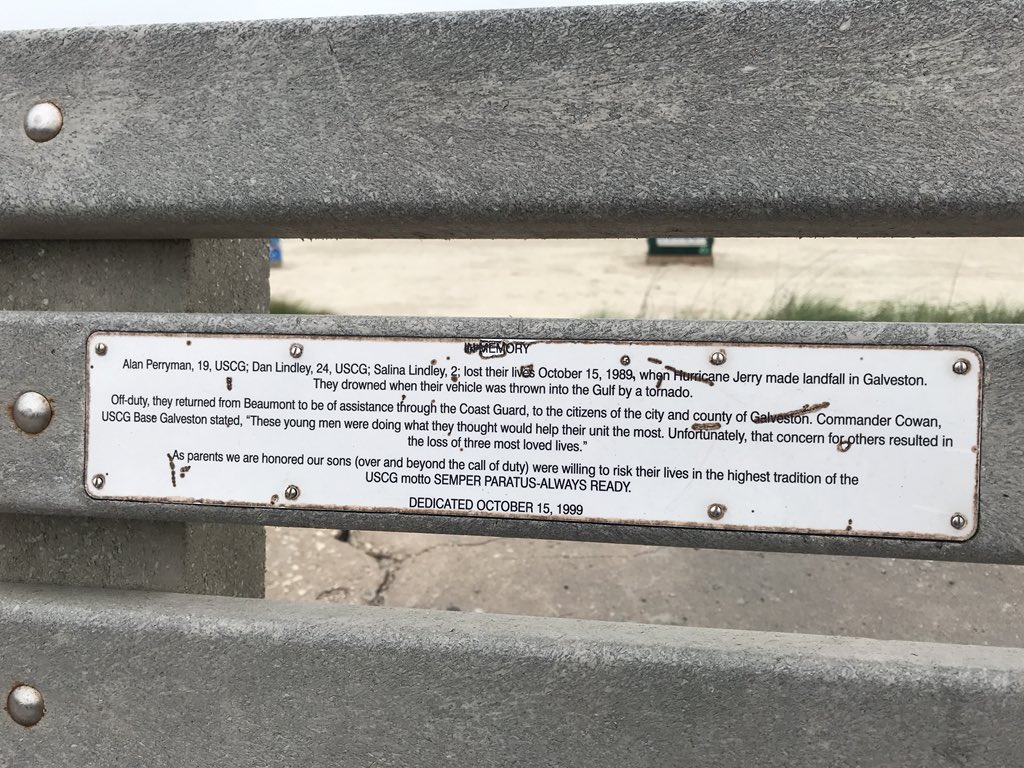 IN MEMORY
Alan Perryman, 19, USCG; Dan Lindley, 24, USCG; Salina Lindley, 2; lost their lives October 15, 1989, when Hurricane Jerry made landfall in Galveston.
They drowned when their vehicle was thrown into the Gulf by a tornado.
Off-duty, they returned from Beaumont to be of assistance through the Coast Guard, to the citizens of the city and county of Galveston. Commander Cowan,
USCG Base Galveston stated, “These young men were doing what they thought would help their unit the most. Unfortunately, that concern for others resulted in
the loss of three most loved lives.”
As parents we are honored our sons (over and beyond the call of duty) were willing to risk their lives in the highest tradition of the
USCG motto SEMPER PARATUS-ALWAYS READY.
DEDICATED OCTOBER 15, 1999